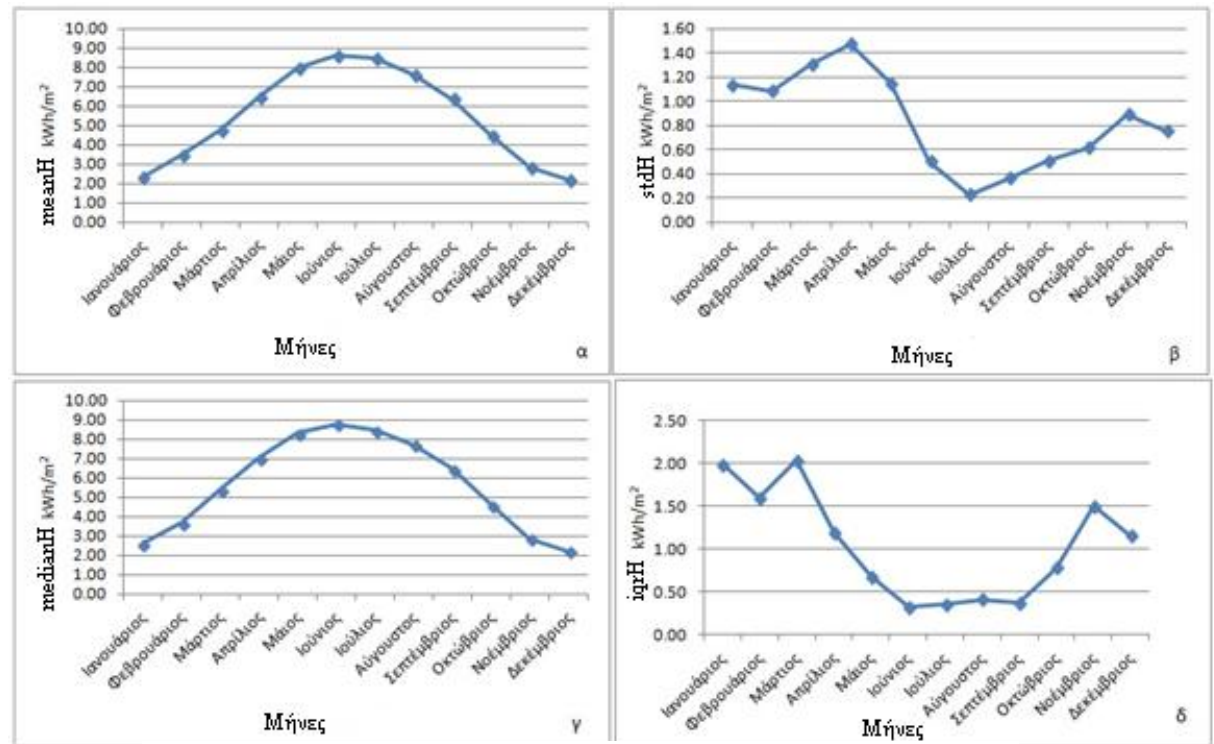 10.00
9.00
8.00
7.00
6.00
5.00
4.00
3.00
2.00
1.00
0.00
meanH kWh/m²
Ιανουάριος
Φεβρουάριος
Μάρτιος
Απρίλιος
Μάιος
Ιούνιος
Ιούλιος
Αύγουστος
Σεπτέμβριος
Οκτώβριος
Νοέμβριος
Δεκέμβριος
Μήνες
α
1.60
1.40
1.20
1.00
0.80
0.60
0.40
0.20
0.00
stdH kWh/m²
Ιανουάριος
Φεβρουάριος
Μάρτιος
Απρίλιος
Μάιος
Ιούνιος
Ιούλιος
Αύγουστος
Σεπτέμβριος
Οκτώβριος
Νοέμβριος
Δεκέμβριος
Μήνες
β
10.00
9.00
8.00
7.00
6.00
5.00
4.00
3.00
2.00
1.00
0.00
medianH kWh/m²
Ιανουάριος
Φεβρουάριος
Μάρτιος
Απρίλιος
Μάιος
Ιούνιος
Ιούλιος
Αύγουστος
Σεπτέμβριος
Οκτώβριος
Νοέμβριος
Δεκέμβριος
Μήνες
γ
2.50
2.00
1.50
1.00
0.50
0.00
iqrH kWh/m²
Ιανουάριος
Φεβρουάριος
Μάρτιος
Απρίλιος
Μάιος
Ιούνιος
Ιούλιος
Αύγουστος
Σεπτέμβριος
Οκτώβριος
Νοέμβριος
Δεκέμβριος
Μήνες
δ